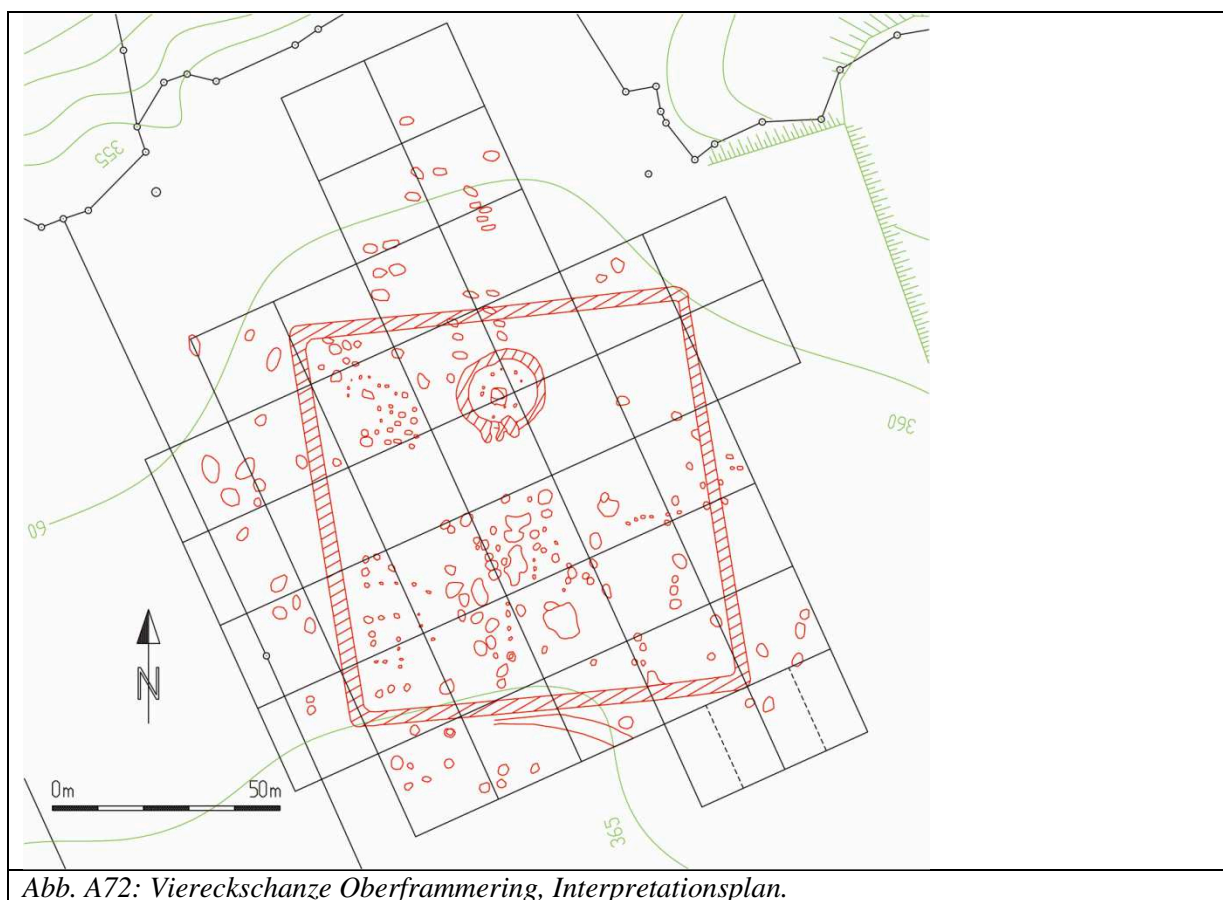 355
360
60
N
0m 50m
365
Abb. A72: Viereckschanze Oberframmering, Interpretationsplan.